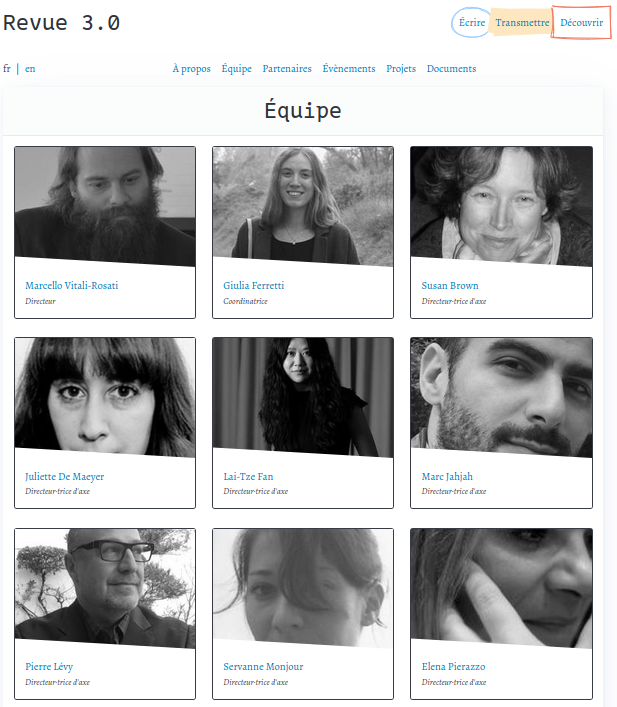 Revue 3.0
Écrire Transmettre Découvrir
fr | en
À propos Équipe Partenaires Évènements Projets Documents
Équipe
Marcello Vitali-Rosati
Directeur
Giulia Ferretti
Coordinatrice
Susan Brown
Directeur·trice d'axe
Juliette De Maeyer
Directeur·trice d'axe
Lai-Tze Fan
Directeur·trice d'axe
Marc Jahjah
Directeur·trice d'axe
Pierre Lévy
Directeur·trice d'axe
Servanne Monjour
Directeur·trice d'axe
Elena Pierazzo
Directeur·trice d'axe